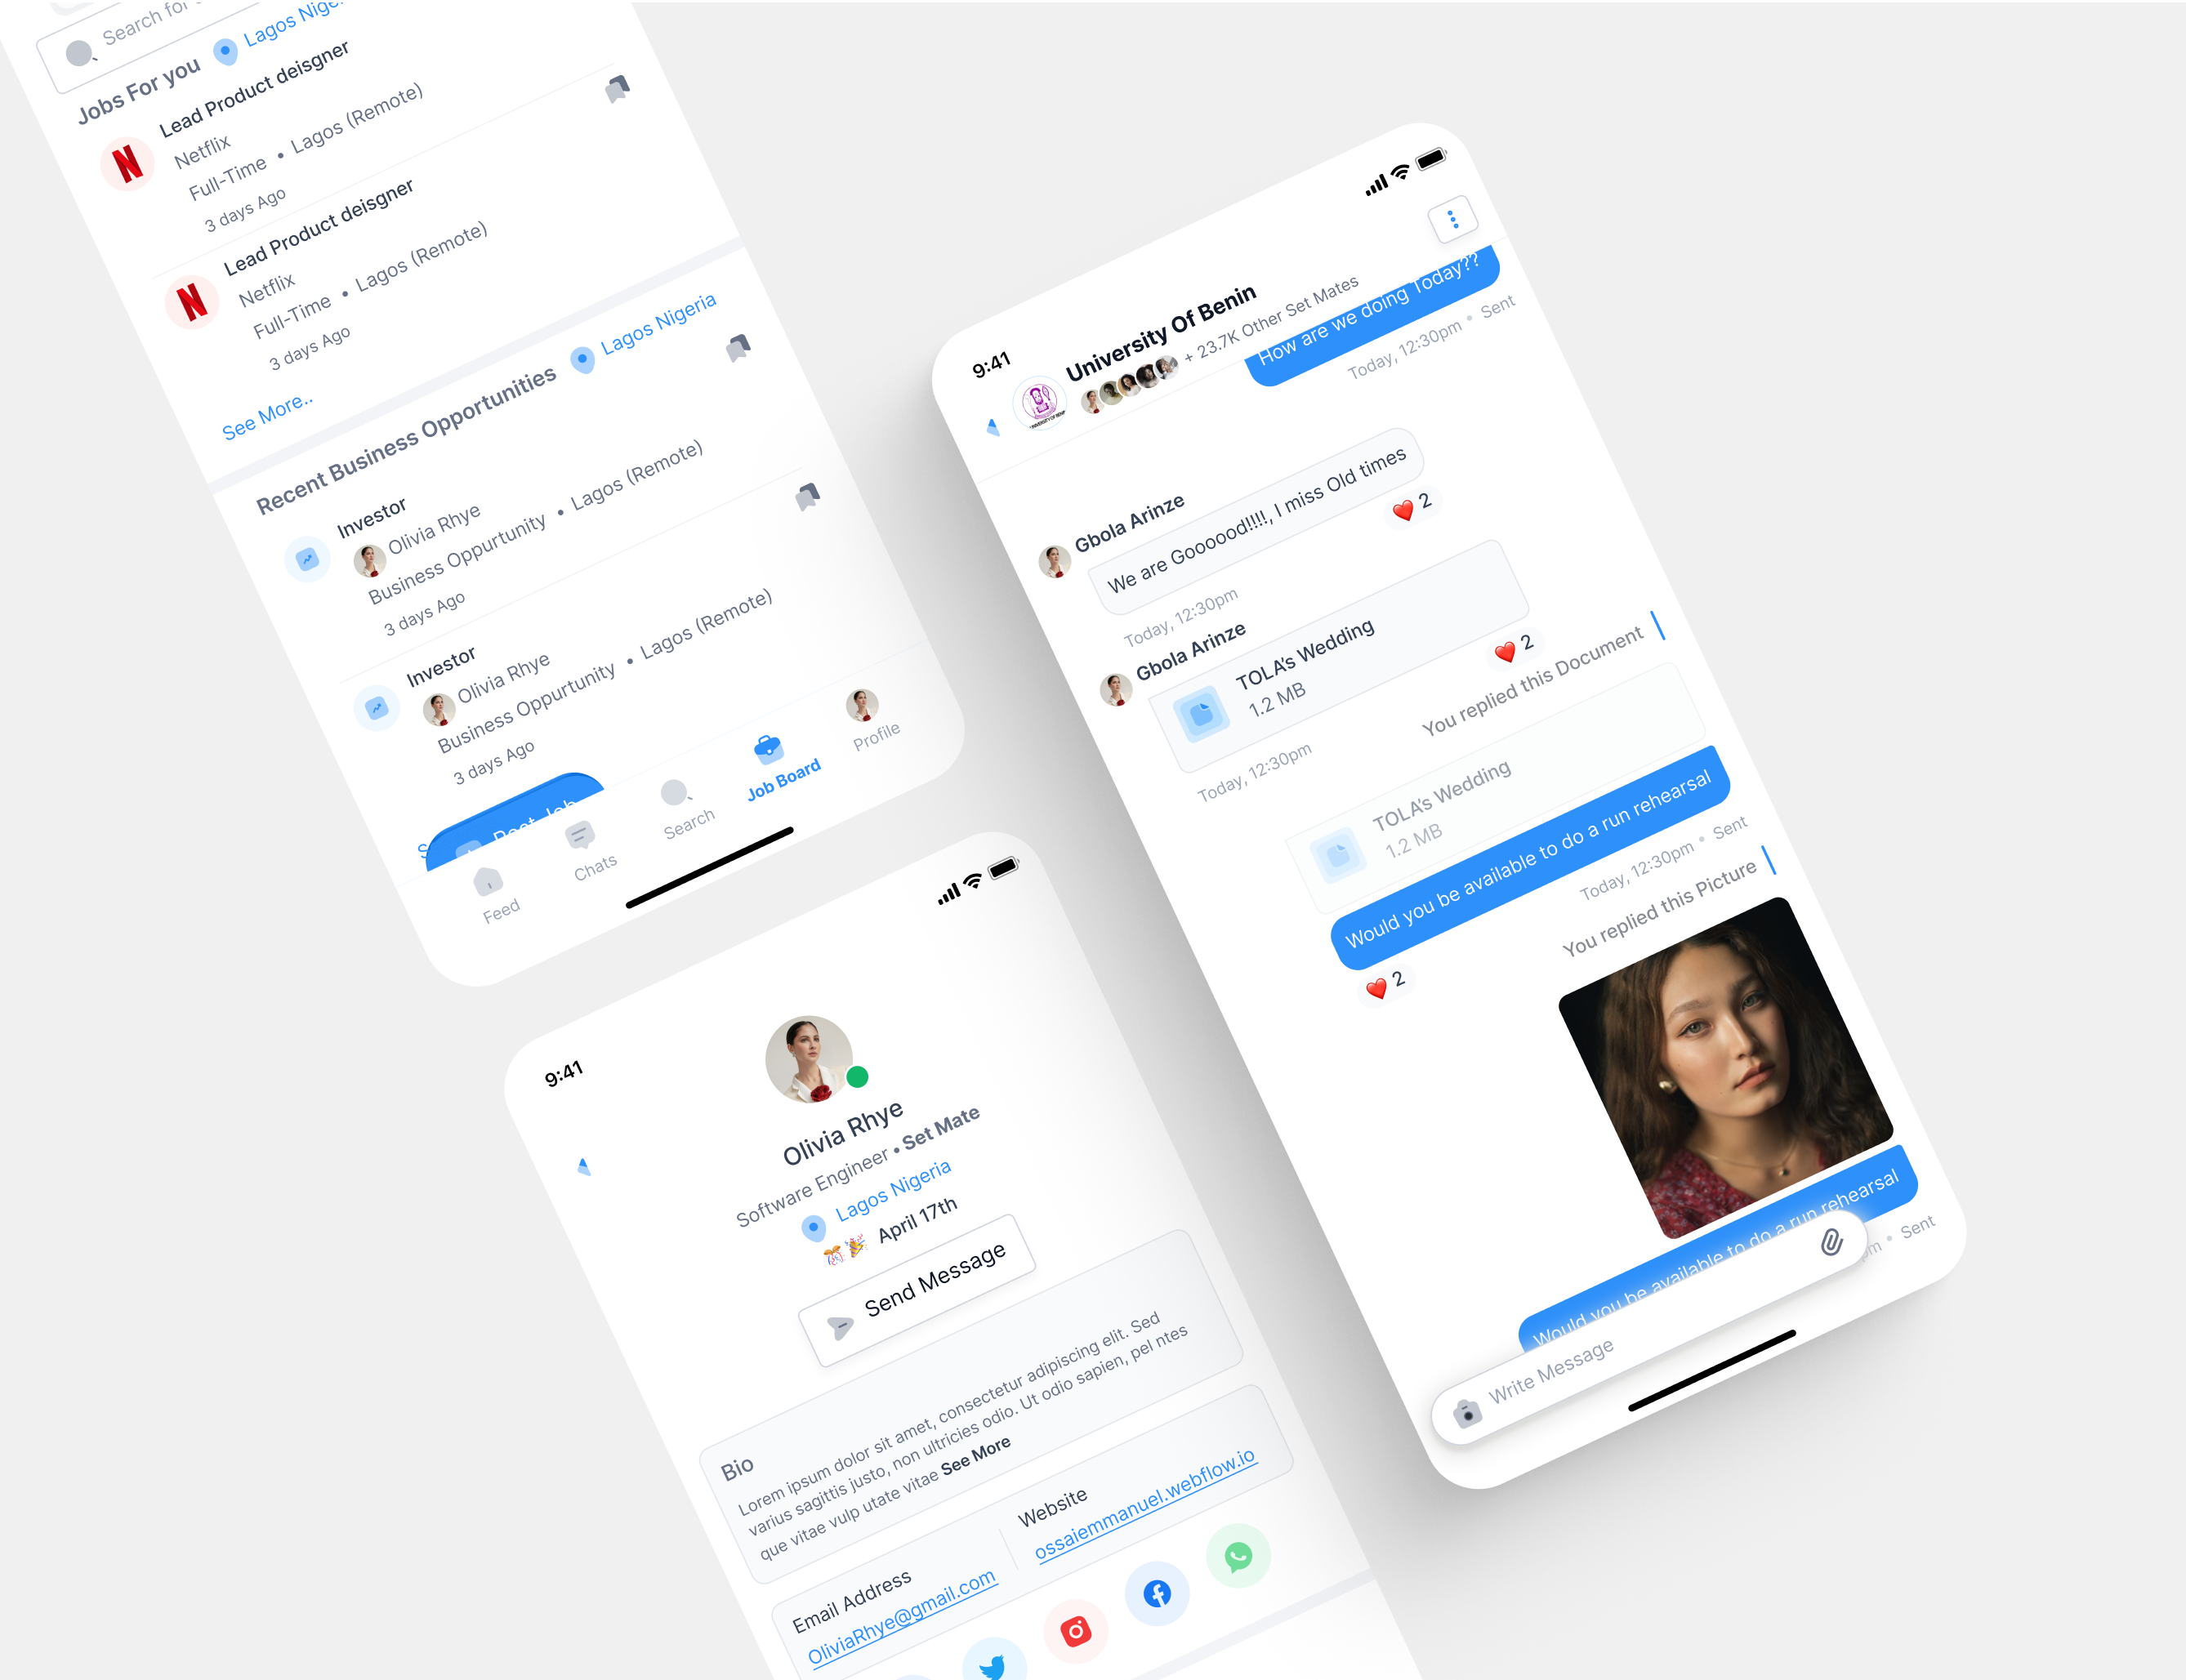 Search for
Jobs For you Lagos Nigeria
Lead Product deisgner
Netflix
Full-Time • Lagos (Remote)
3 days Ago
Lead Product deisgner
Netflix
Full-Time • Lagos (Remote)
3 days Ago
See More..
Recent Business Opportunities Lagos Nigeria
Investor
Olivia Rhye
Business Oppurtunity • Lagos (Remote)
3 days Ago
Investor
Olivia Rhye
Business Oppurtunity • Lagos (Remote)
3 days Ago
Post Job
Feed
Chats
Search
Job Board
Profile
9:41
Olivia Rhye
Software Engineer • Set Mate
Lagos Nigeria
April 17th
Send Message
Bio
Lorem ipsum dolor sit amet, consectetur adipiscing elit. Sed
varius sagittis justo, non ultricies odio. Ut odio sapien, pel ntes
que vitae vulp utate vitae See More
Email Address
OliviaRhye@gmail.com
Website
ossaiemmanuel.webflow.io
9:41
University Of Benin
+ 23.7K Other Set Mates
How are we doing Today??
Today, 12:30pm • Sent
Gbola Arinze
We are Goooood!!!!, I miss Old times
2
Today, 12:30pm
Gbola Arinze
TOLA's Wedding
1.2 MB
2
Today, 12:30pm
You replied this Document
TOLA's Wedding
1.2 MB
Would you be available to do a run rehearsal
Today, 12:30pm • Sent
2
You replied this Picture
Would you be available to do a run rehearsal
pm • Sent
Write Message